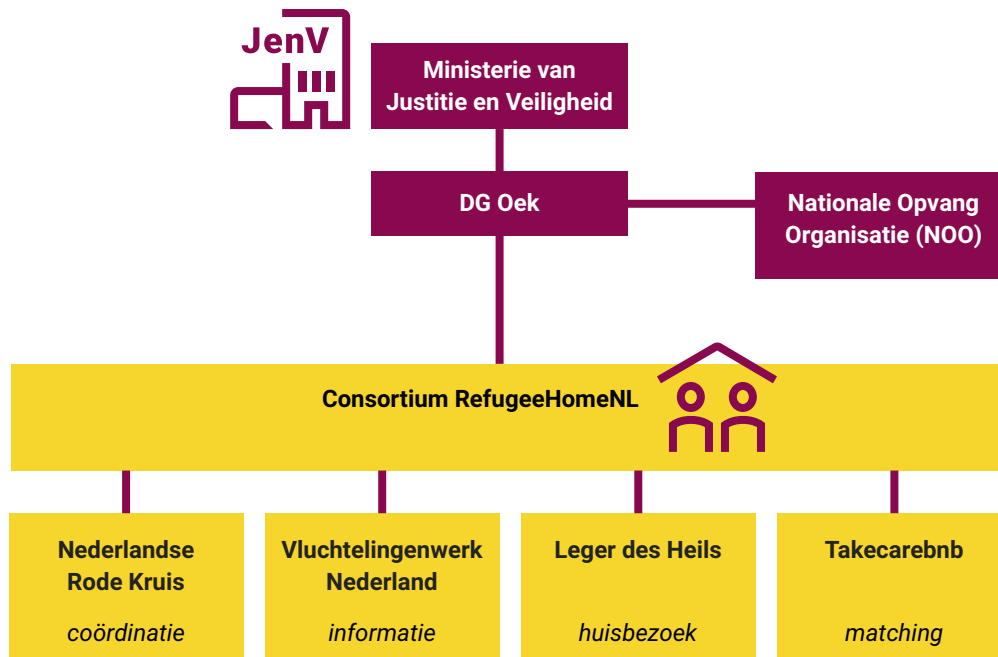 JenV
Ministerie van
Justitie en Veiligheid
DG Oek
Nationale Opvang
Organisatie (NOO)
Consortium RefugeeHomeNL
Nederlandse
Rode Kruis
coördinatie
Vluchtelingenwerk
Nederland
informatie
Leger des Heils
huisbezoek
Takecarebnb
matching